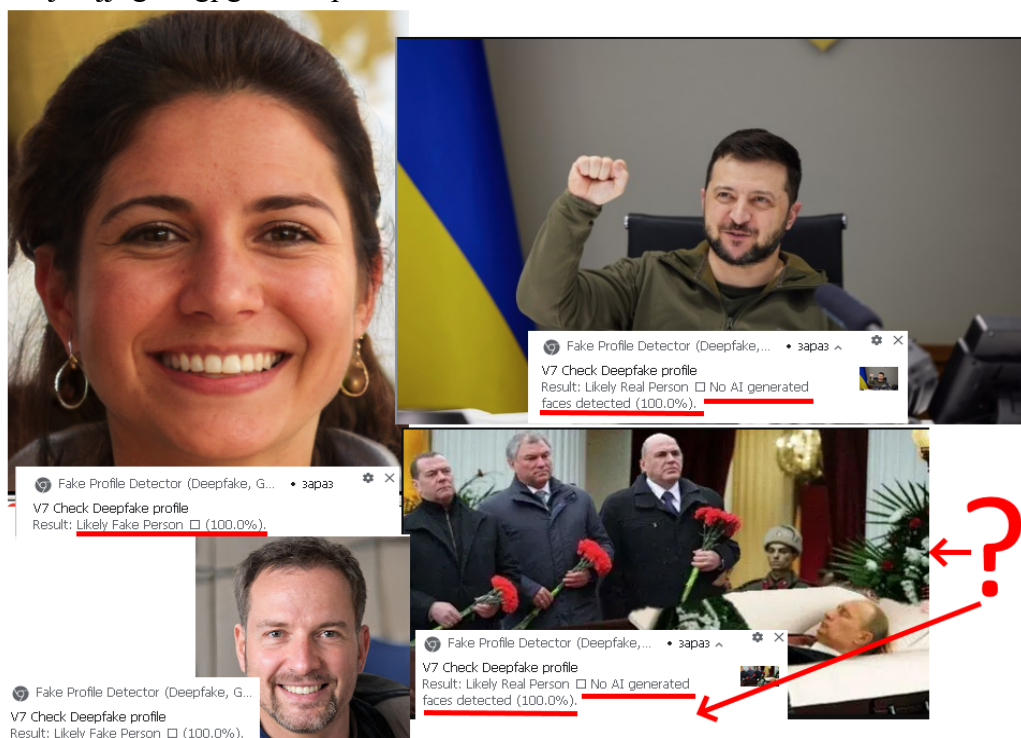 Fake Profile Detector (Deepfake,... • зараз
V7 Check Deepfake profile
Result: Likely Real Person □ No AI generated
faces detected (100.0%).
Fake Profile Detector (Deepfake, G... • зараз
V7 Check Deepfake profile
Result: Likely Fake Person □ (100.0%).
?
Fake Profile Detector (Deepfake,... • зараз
V7 Check Deepfake profile
Result: Likely Real Person □ No AI generated
faces detected (100.0%).
Fake Profile Detector (Deepfake, G...
V7 Check Deepfake profile
Result: Likely Fake Person □ (100.0%).